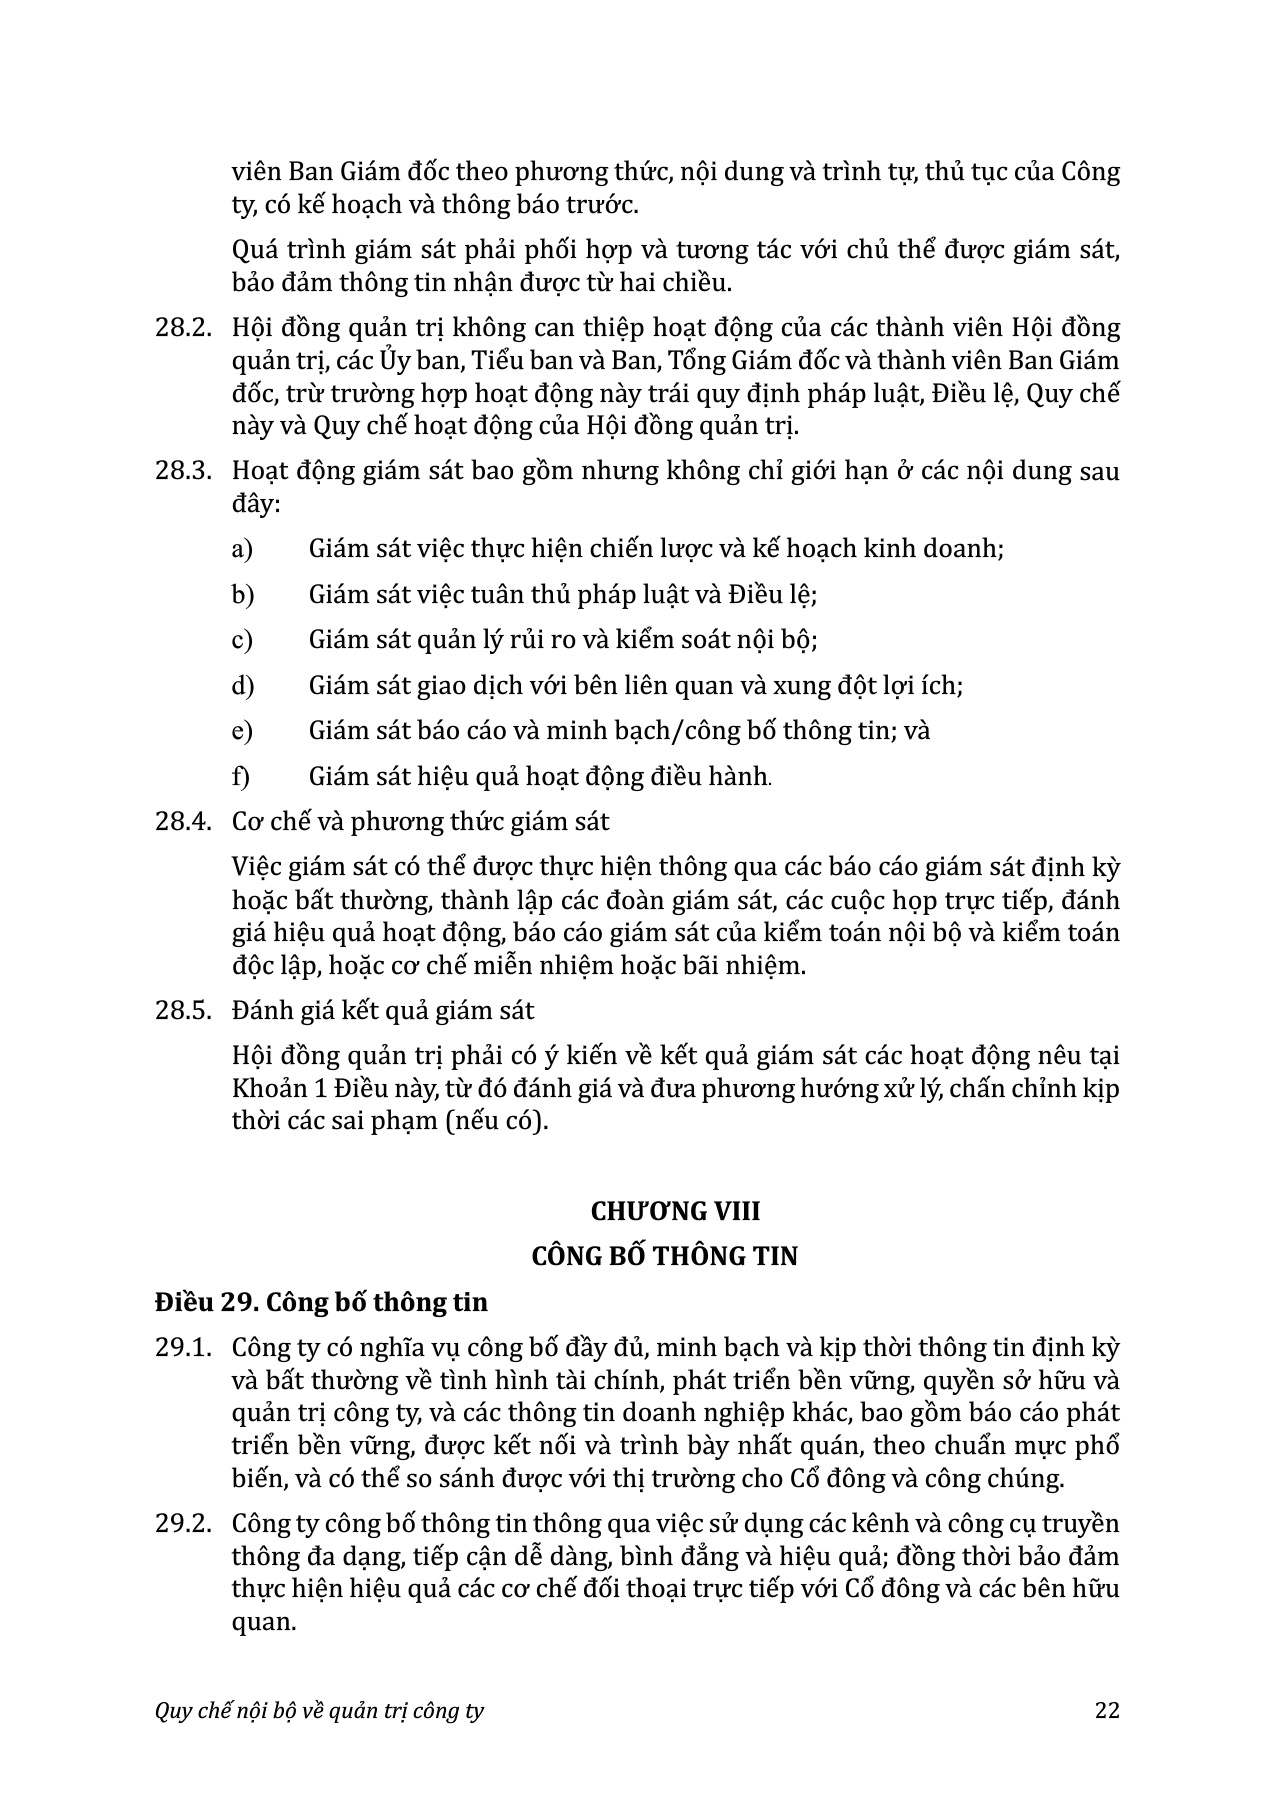 viên Ban Giám đốc theo phương thức, nội dung và trình tự, thủ tục của Công
ty, có kế hoạch và thông báo trước.
Quá trình giám sát phải phối hợp và tương tác với chủ thể được giám sát,
bảo đảm thông tin nhận được từ hai chiều.
28.2. Hội đồng quản trị không can thiệp hoạt động của các thành viên Hội đồng
quản trị, các Ủy ban, Tiểu ban và Ban, Tổng Giám đốc và thành viên Ban Giám
đốc, trừ trường hợp hoạt động này trái quy định pháp luật, Điều lệ, Quy chế
này và Quy chế hoạt động của Hội đồng quản trị.
28.3. Hoạt động giám sát bao gồm nhưng không chỉ giới hạn ở các nội dung sau
đây:
a) Giám sát việc thực hiện chiến lược và kế hoạch kinh doanh;
b) Giám sát việc tuân thủ pháp luật và Điều lệ;
c) Giám sát quản lý rủi ro và kiểm soát nội bộ;
d) Giám sát giao dịch với bên liên quan và xung đột lợi ích;
e) Giám sát báo cáo và minh bạch/công bố thông tin; và
f) Giám sát hiệu quả hoạt động điều hành.
28.4. Cơ chế và phương thức giám sát
Việc giám sát có thể được thực hiện thông qua các báo cáo giám sát định kỳ
hoặc bất thường, thành lập các đoàn giám sát, các cuộc họp trực tiếp, đánh
giá hiệu quả hoạt động, báo cáo giám sát của kiểm toán nội bộ và kiểm toán
độc lập, hoặc cơ chế miễn nhiệm hoặc bãi nhiệm.
28.5. Đánh giá kết quả giám sát
Hội đồng quản trị phải có ý kiến về kết quả giám sát các hoạt động nêu tại
Khoản 1 Điều này, từ đó đánh giá và đưa phương hướng xử lý, chấn chỉnh kịp
thời các sai phạm (nếu có).
CHƯƠNG VIII
CÔNG BỐ THÔNG TIN
Điều 29. Công bố thông tin
29.1. Công ty có nghĩa vụ công bố đầy đủ, minh bạch và kịp thời thông tin định kỳ
và bất thường về tình hình tài chính, phát triển bền vững, quyền sở hữu và
quản trị công ty, và các thông tin doanh nghiệp khác, bao gồm báo cáo phát
triển bền vững, được kết nối và trình bày nhất quán, theo chuẩn mực phổ
biến, và có thể so sánh được với thị trường cho Cổ đông và công chúng.
29.2. Công ty công bố thông tin thông qua việc sử dụng các kênh và công cụ truyền
thông đa dạng, tiếp cận dễ dàng, bình đẳng và hiệu quả; đồng thời bảo đảm
thực hiện hiệu quả các cơ chế đối thoại trực tiếp với Cổ đông và các bên hữu
quan.
Quy chế nội bộ về quản trị công ty 22